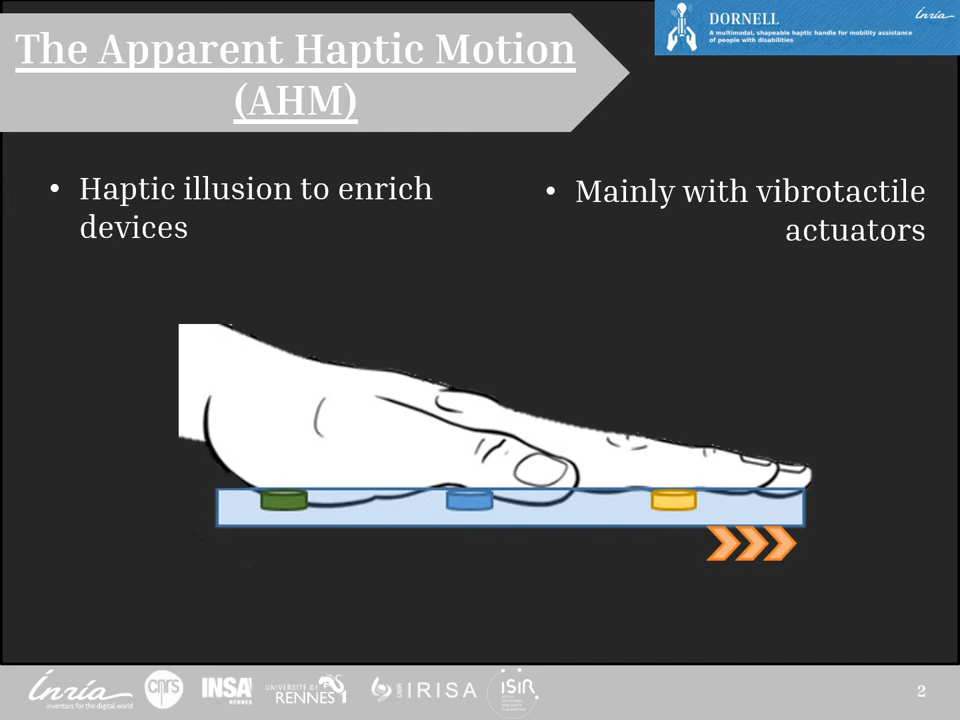 The Apparent Haptic Motion
(AHM)
DORNELL
A multimodal, shapeable haptic handle for mobility assistance
of people with disabilities
Inria
• Haptic illusion to enrich
devices
• Mainly with vibrotactile
actuators
Inria
inventors for the digital world
cnrs
INSA
RENNES
UNIVERSITÉ DE
RENNES 1
IRISA
ISIR
2